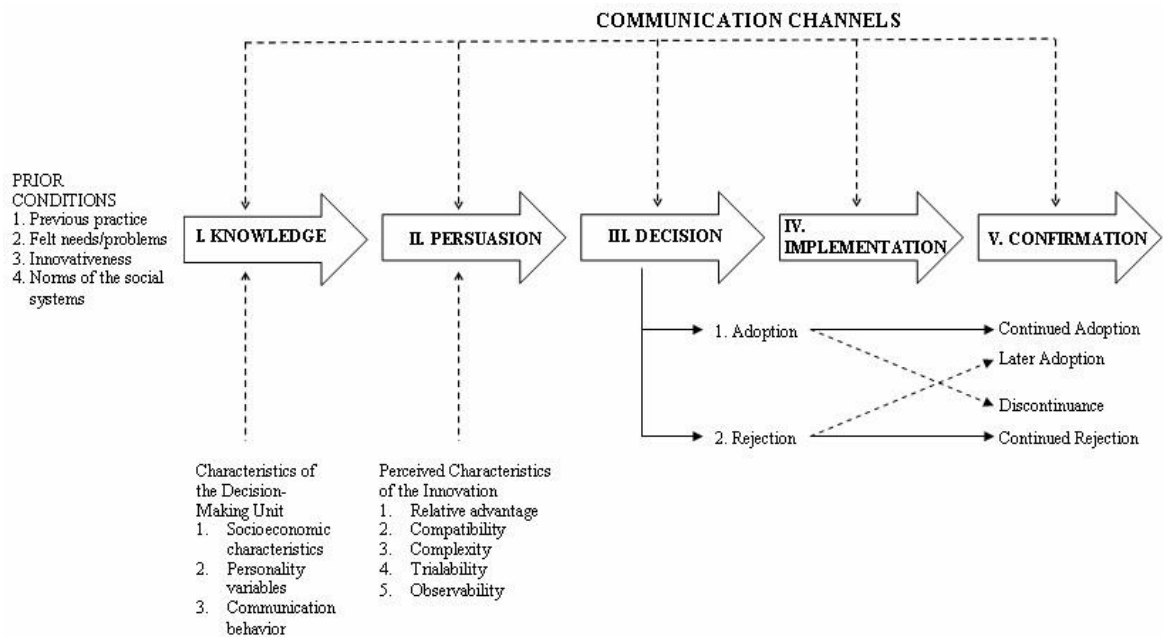 COMMUNICATION CHANNELS
PRIOR
CONDITIONS
1. Previous practice
2. Felt needs/problems
3. Innovativeness
4. Norms of the social
systems
I. KNOWLEDGE
II. PERSUASION
III. DECISION
IV.
IMPLEMENTATION
V. CONFIRMATION
1. Adoption
Continued Adoption
Later Adoption
Discontinuance
2. Rejection
Continued Rejection
Characteristics of
the Decision-
Making Unit
1. Socioeconomic
characteristics
2. Personality
variables
3. Communication
behavior
Perceived Characteristics
of the Innovation
1. Relative advantage
2. Compatibility
3. Complexity
4. Trialability
5. Observability